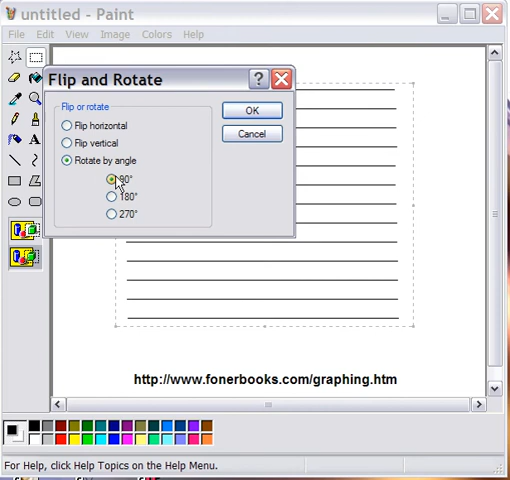 untitled - Paint
File Edit View Image Colors Help
Flip and Rotate
Flip or rotate
Flip horizontal
Flip vertical
Rotate by angle
90°
180°
270°
OK
Cancel
http://www.fonerbooks.com/graphing.htm
For Help, click Help Topics on the Help Menu.